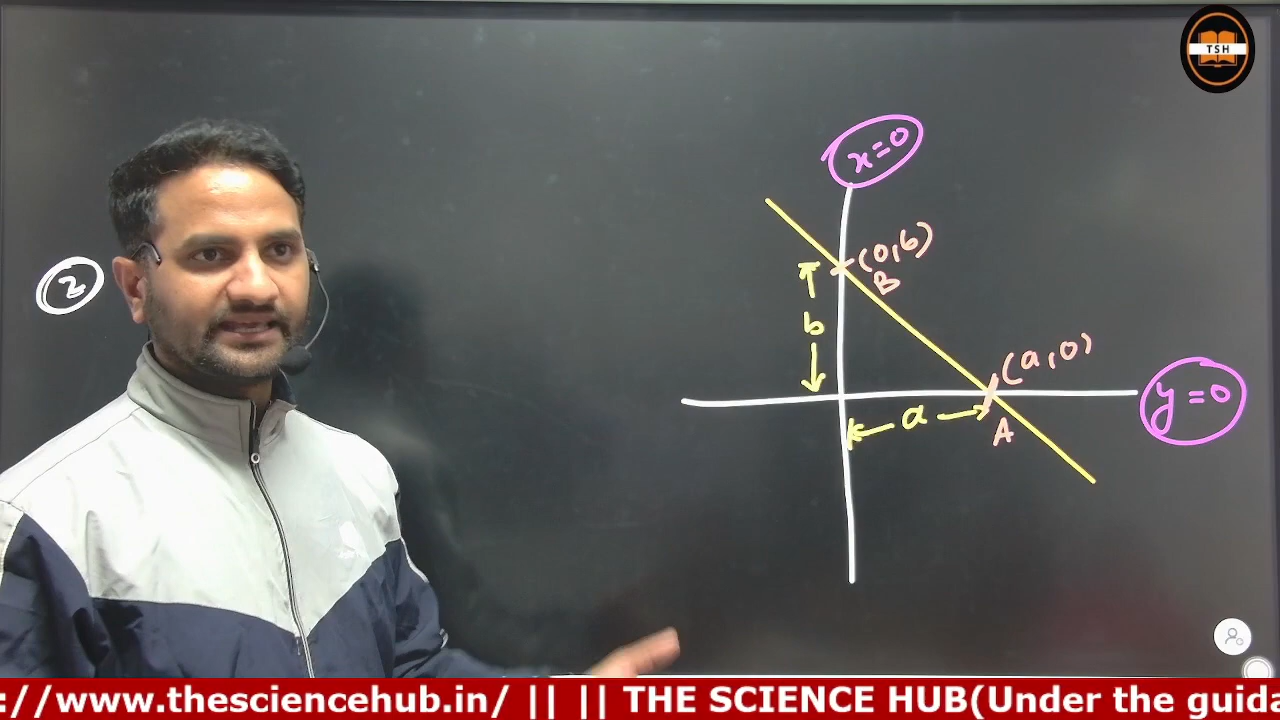 TSH
x=0
2
(0,b)
B
b
(a,0)
y=0
a
A
://www.thesciencehub.in/ || || THE SCIENCE HUB(Under the guida